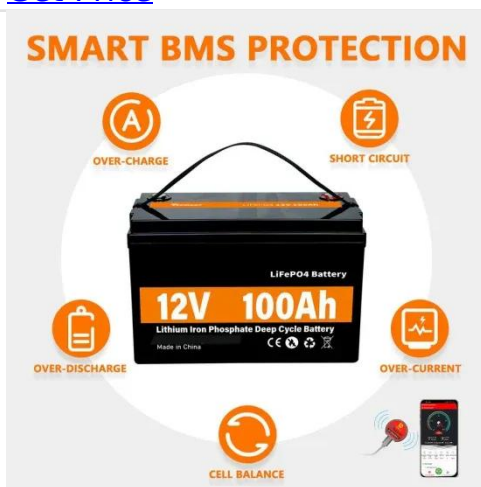 SMART BMS PROTECTION
OVER-CHARGE
SHORT CIRCUIT
LiFePO4 Battery
12V 100Ah
Lithium Iron Phosphate Deep Cycle Battery
Made in China
OVER-DISCHARGE
OVER-CURRENT
CELL BALANCE